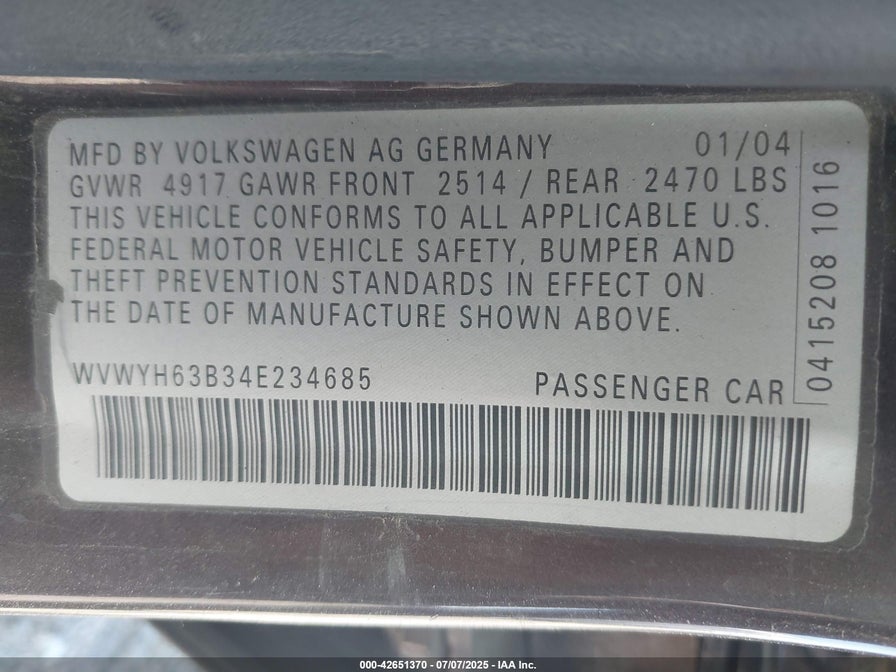 MFD BY VOLKSWAGEN AG GERMANY 01/04
GVWR 4917 GAWR FRONT 2514 / REAR 2470 LBS
THIS VEHICLE CONFORMS TO ALL APPLICABLE U.S.
FEDERAL MOTOR VEHICLE SAFETY, BUMPER AND
THEFT PREVENTION STANDARDS IN EFFECT ON
THE DATE OF MANUFACTURE SHOWN ABOVE.
WVWYH63B34E234685 PASSENGER CAR
0415208 1016
000-42651370 - 07/07/2025 - IAA Inc.